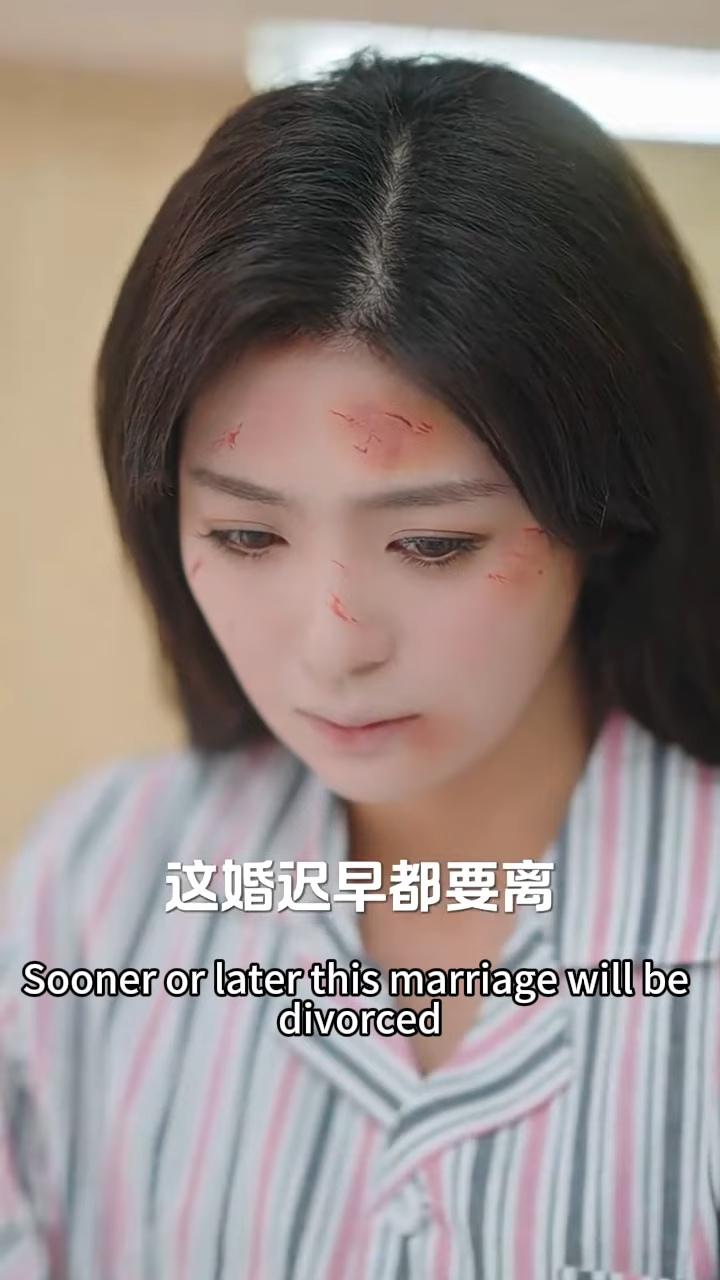 这婚迟早都要离
Sooner or later this marriage will be
divorced